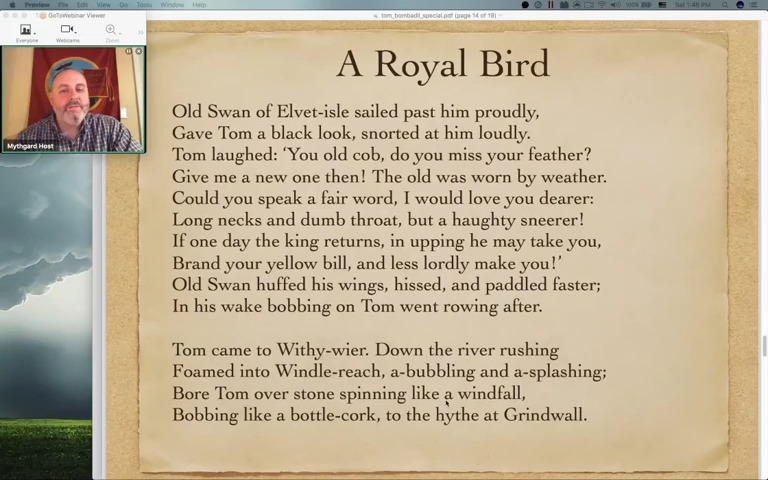 Preview File Edit View Go Tools Window Help
Sat 1:48 PM
GoToWebinar Viewer
tom_bombadil_special.pdf (page 14 of 19)
Everyone
Webcams
Zoom
Mythgard Host
A Royal Bird
Old Swan of Elvet-isle sailed past him proudly,
Gave Tom a black look, snorted at him loudly.
Tom laughed: ‘You old cob, do you miss your feather?
Give me a new one then! The old was worn by weather.
Could you speak a fair word, I would love you dearer:
Long necks and dumb throat, but a haughty sneerer!
If one day the king returns, in upping he may take you,
Brand your yellow bill, and less lordly make you!’
Old Swan huffed his wings, hissed, and paddled faster;
In his wake bobbing on Tom went rowing after.
Tom came to Withy-wier. Down the river rushing
Foamed into Windle-reach, a-bubbling and a-splashing;
Bore Tom over stone spinning like a windfall,
Bobbing like a bottle-cork, to the hythe at Grindwall.